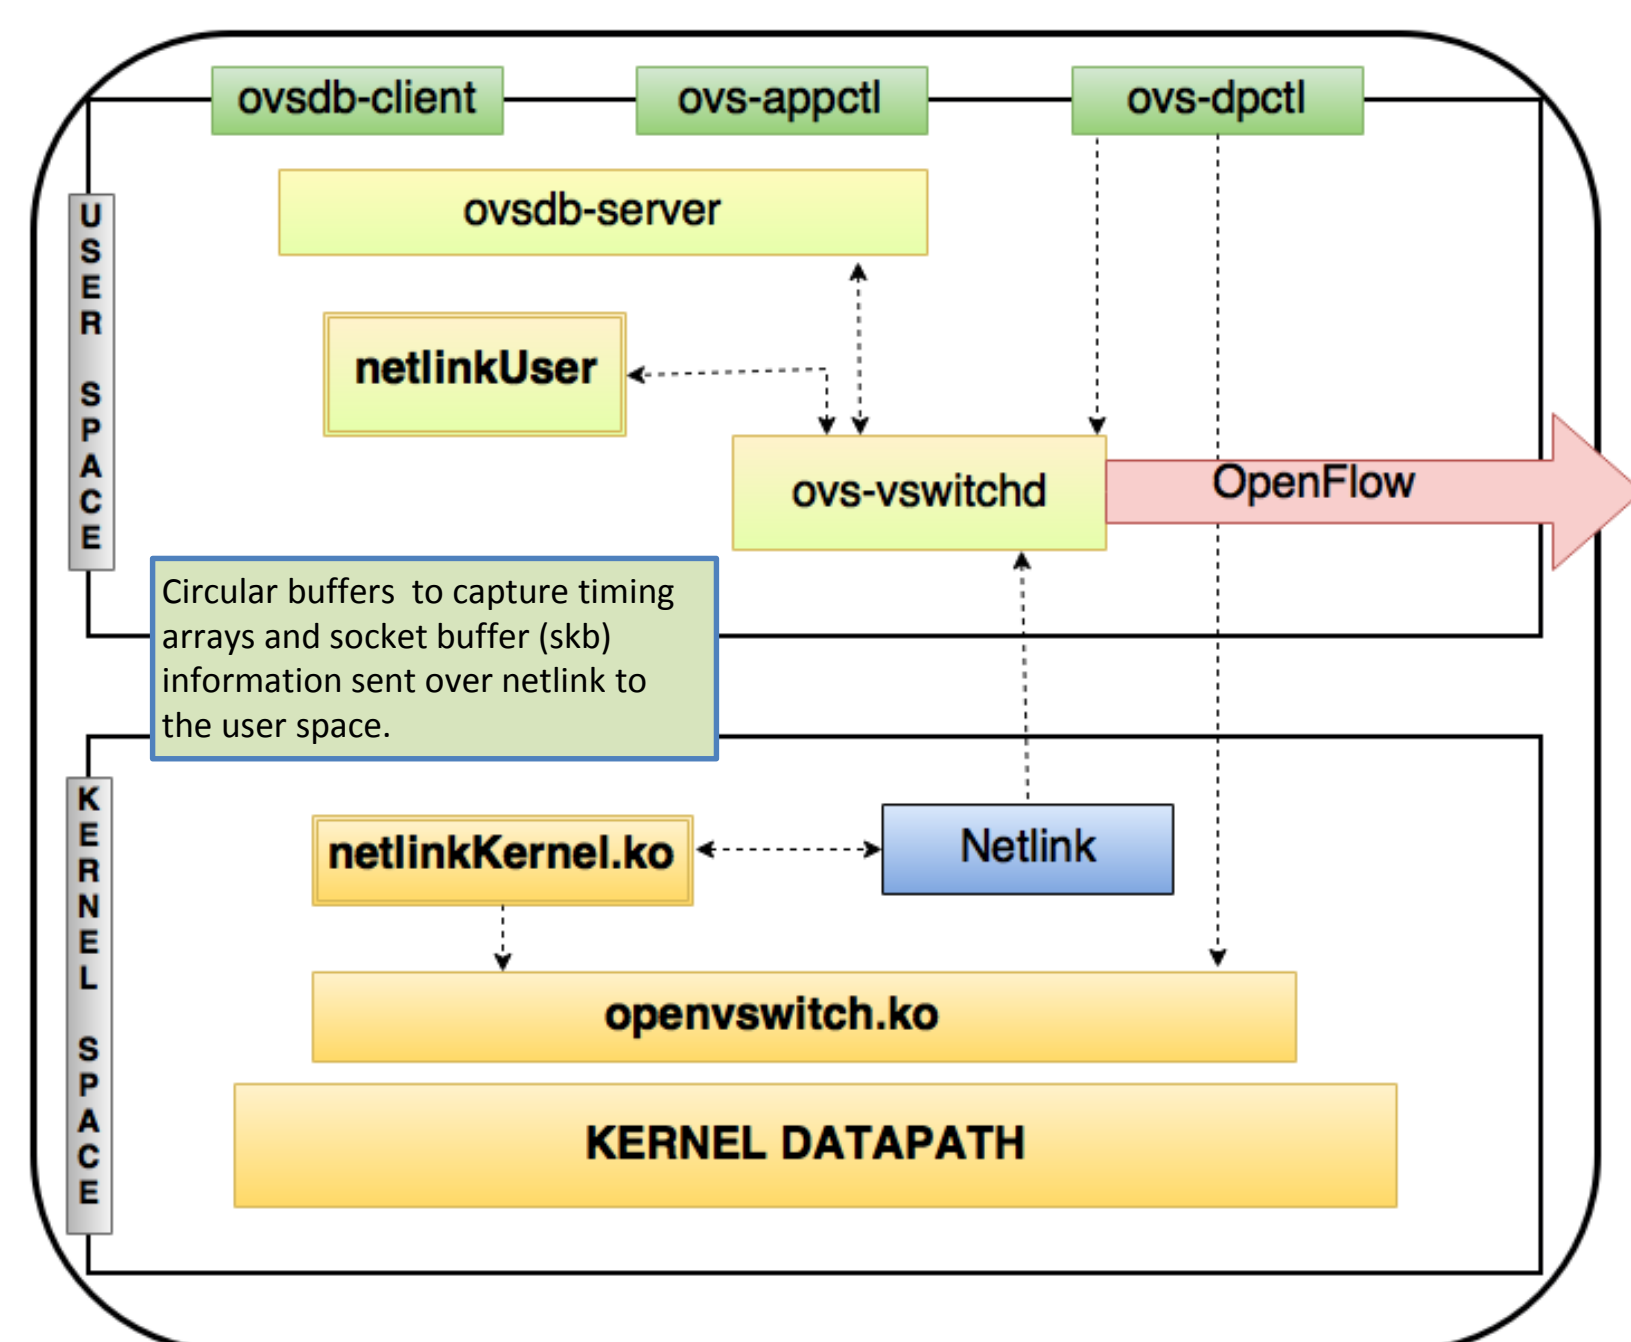 ovsdb-client ovs-appctl ovs-dpctl
ovsdb-server
USER SPACE
netlinkUser
ovs-vswitchd
OpenFlow
Circular buffers to capture timing
arrays and socket buffer (skb)
information sent over netlink to
the user space.
KERNEL SPACE
netlinkKernel.ko
Netlink
openvswitch.ko
KERNEL DATAPATH